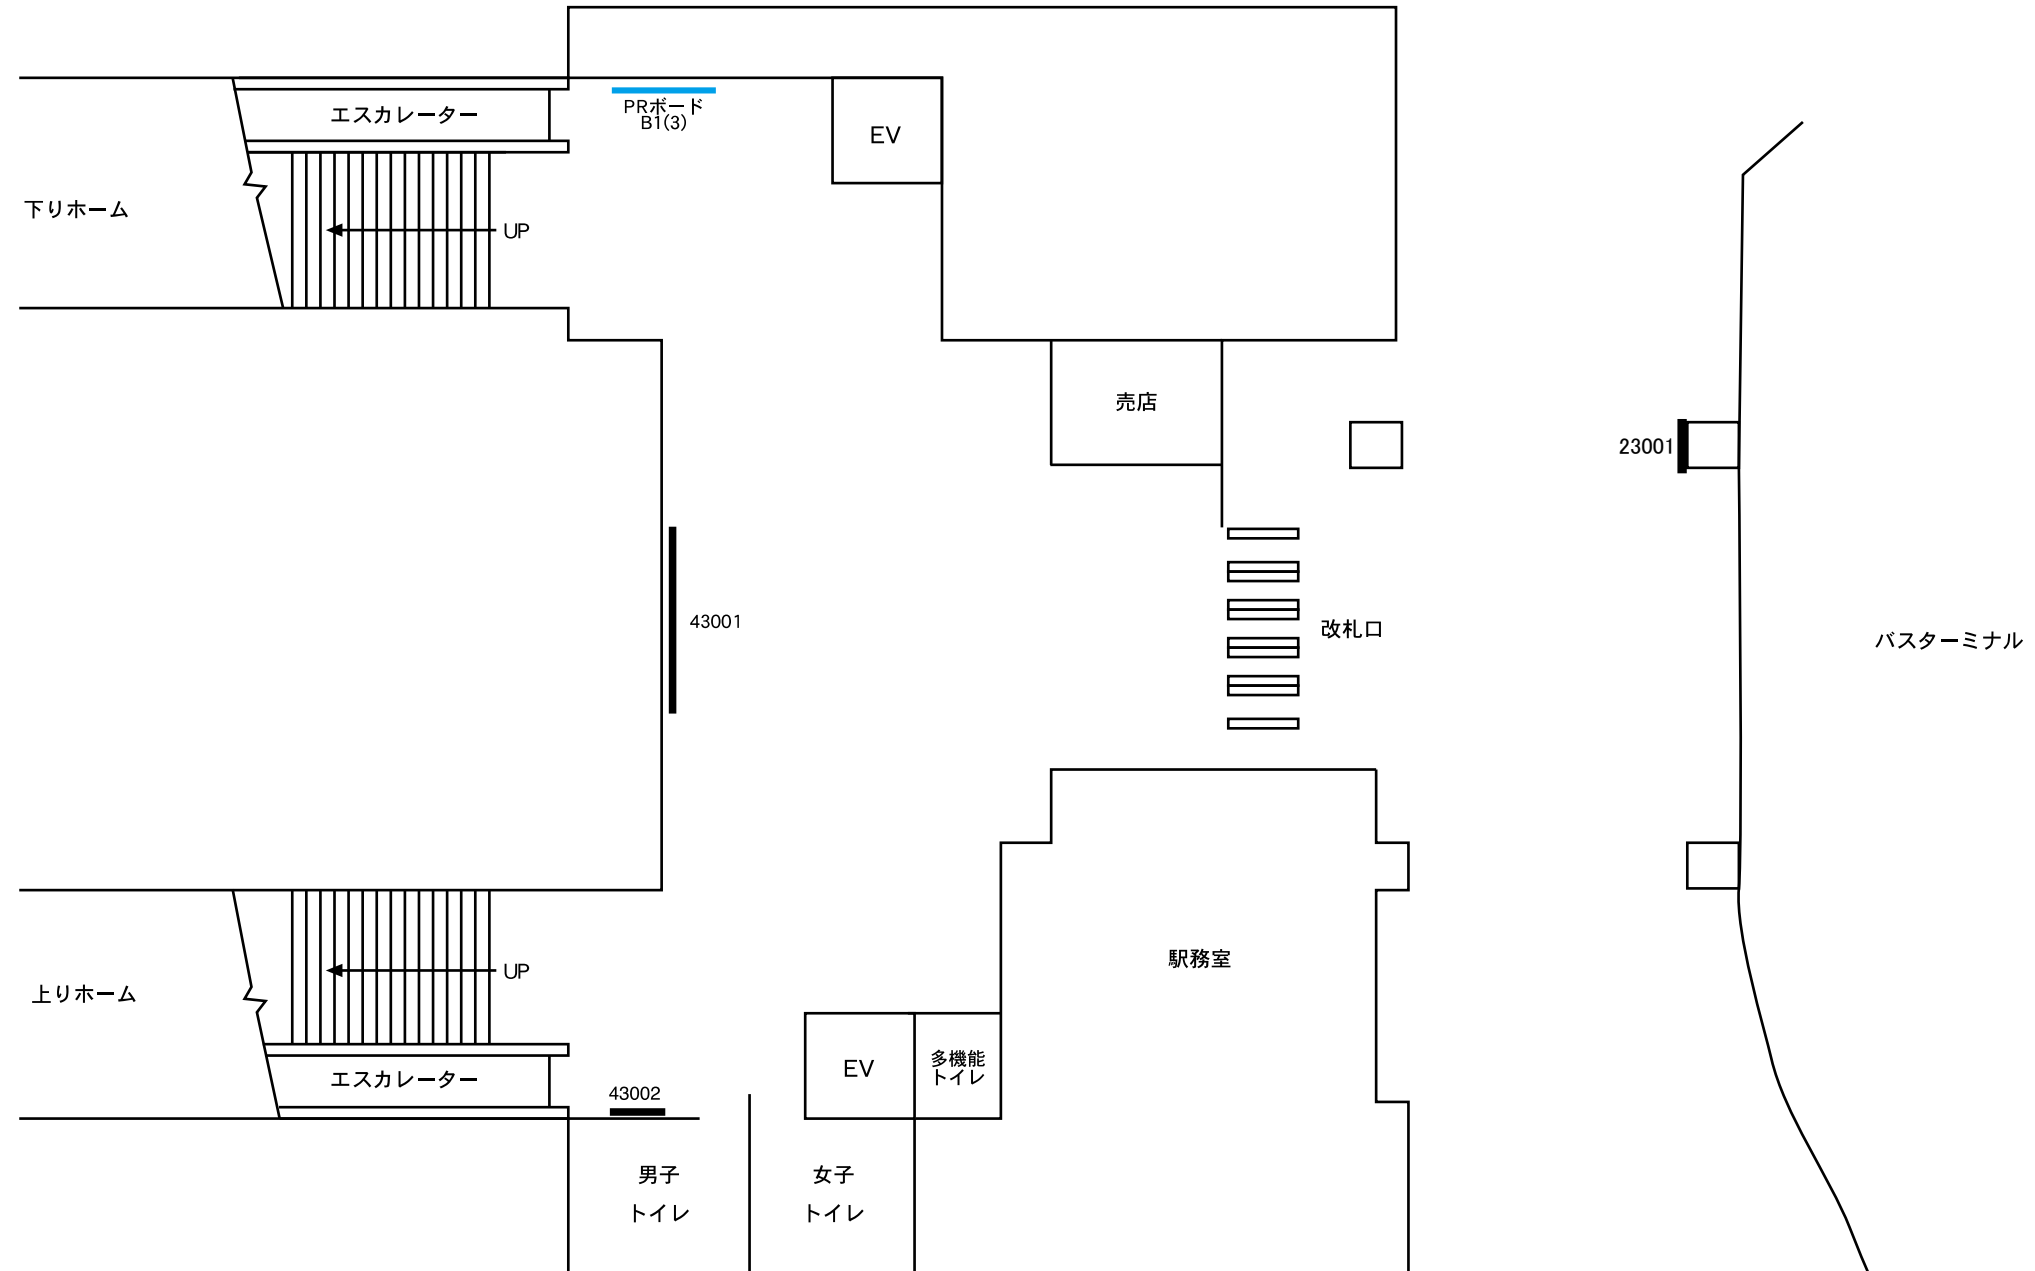 エスカレーター
PRボード
B1(3)
EV
下りホーム
UP
売店
23001
43001
改札口
バスターミナル
駅務室
UP
上りホーム
エスカレーター
43002
EV
多機能
トイレ
男子
トイレ
女子
トイレ